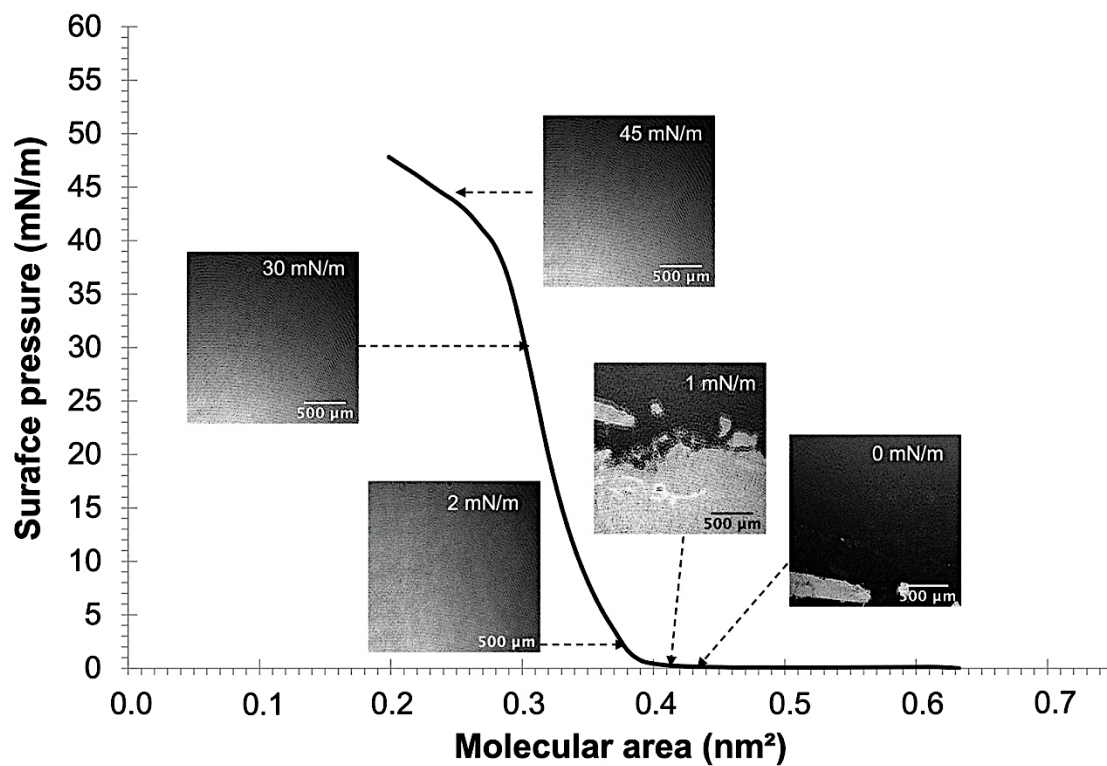 Surafce pressure (mN/m)
60
55
50
45
40
35
30
25
20
15
10
5
0
45 mN/m
500 µm
30 mN/m
500 µm
1 mN/m
500 µm
0 mN/m
500 µm
2 mN/m
500 µm
0.0 0.1 0.2 0.3 0.4 0.5 0.6 0.7
Molecular area (nm²)